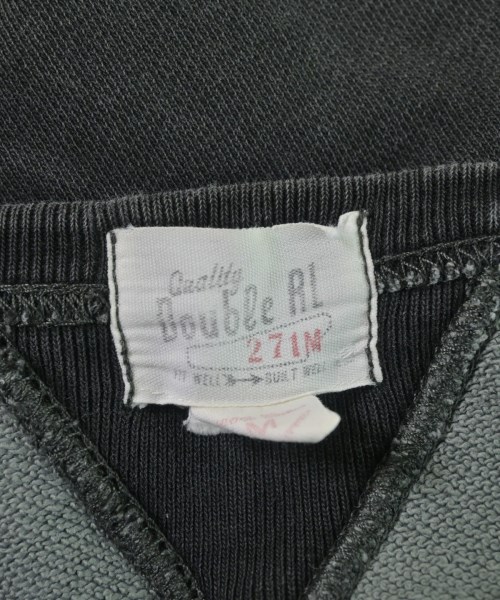 Quality
Double RL
271M
FIT WELL BUILT WELL
M